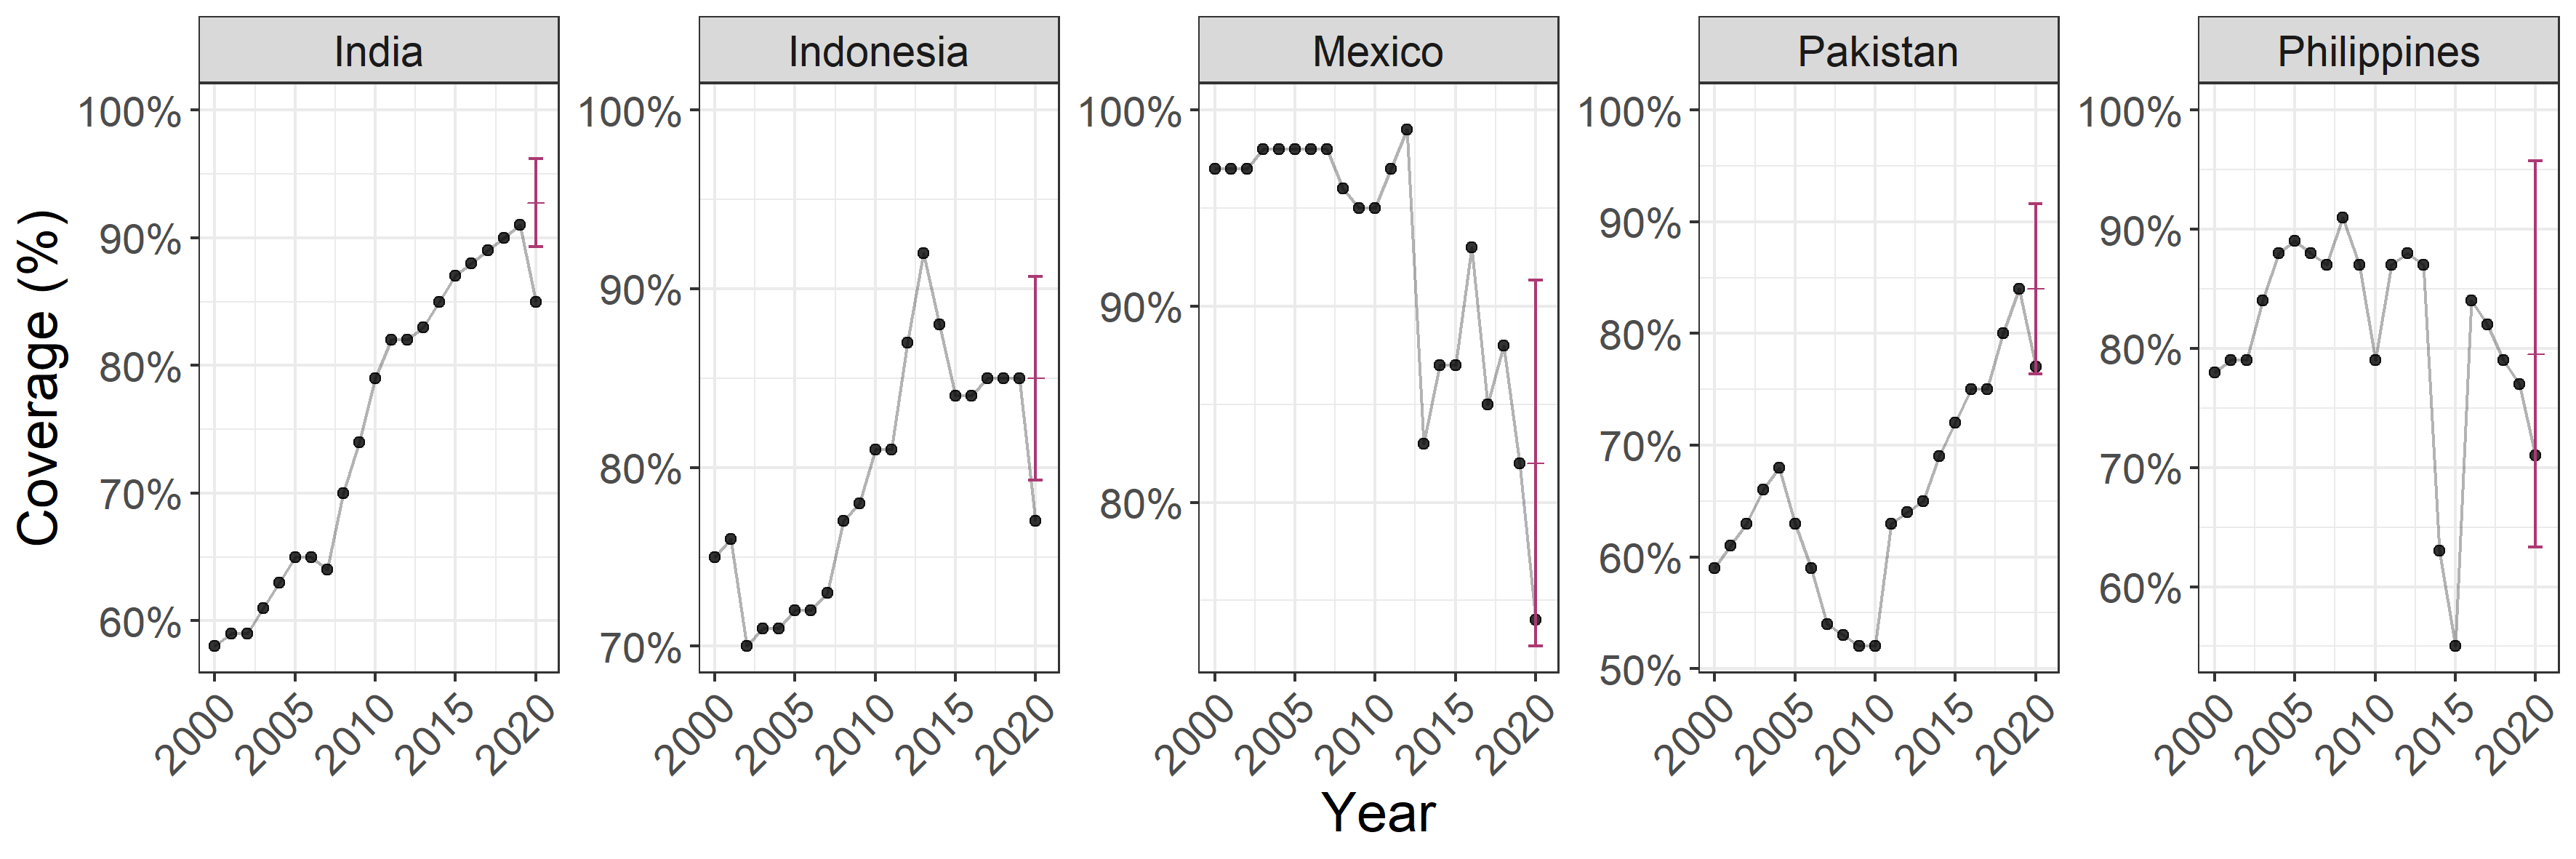 India Indonesia Mexico Pakistan Philippines
Coverage (%)
100% 90% 80% 70% 60%
100% 90% 80% 70%
100% 90% 80%
100% 90% 80% 70% 60% 50%
100% 90% 80% 70% 60%
2000 2005 2010 2015 2020 2000 2005 2010 2015 2020 2000 2005 2010 2015 2020 2000 2005 2010 2015 2020 2000 2005 2010 2015 2020
Year